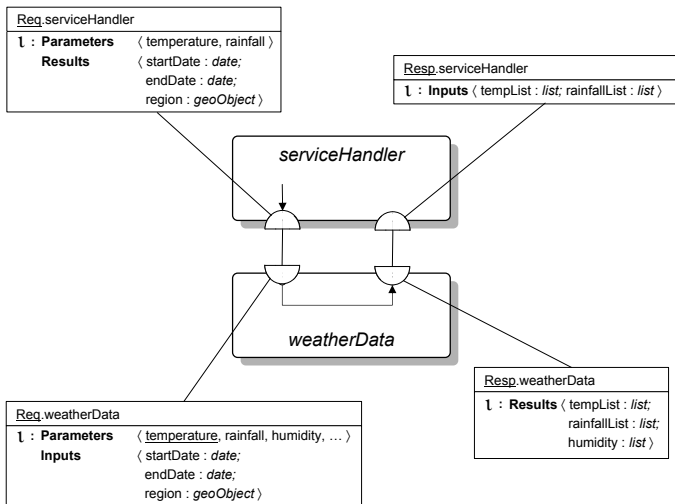 Req.serviceHandler
l : Parameters ⟨ temperature, rainfall ⟩
Results ⟨ startDate : date;
endDate : date;
region : geoObject ⟩
Resp.serviceHandler
l : Inputs ⟨ tempList : list; rainfallList : list ⟩
serviceHandler
weatherData
Resp.weatherData
l : Results ⟨ tempList : list;
rainfallList : list;
humidity : list ⟩
Req.weatherData
l : Parameters ⟨ temperature, rainfall, humidity, … ⟩
Inputs ⟨ startDate : date;
endDate : date;
region : geoObject ⟩